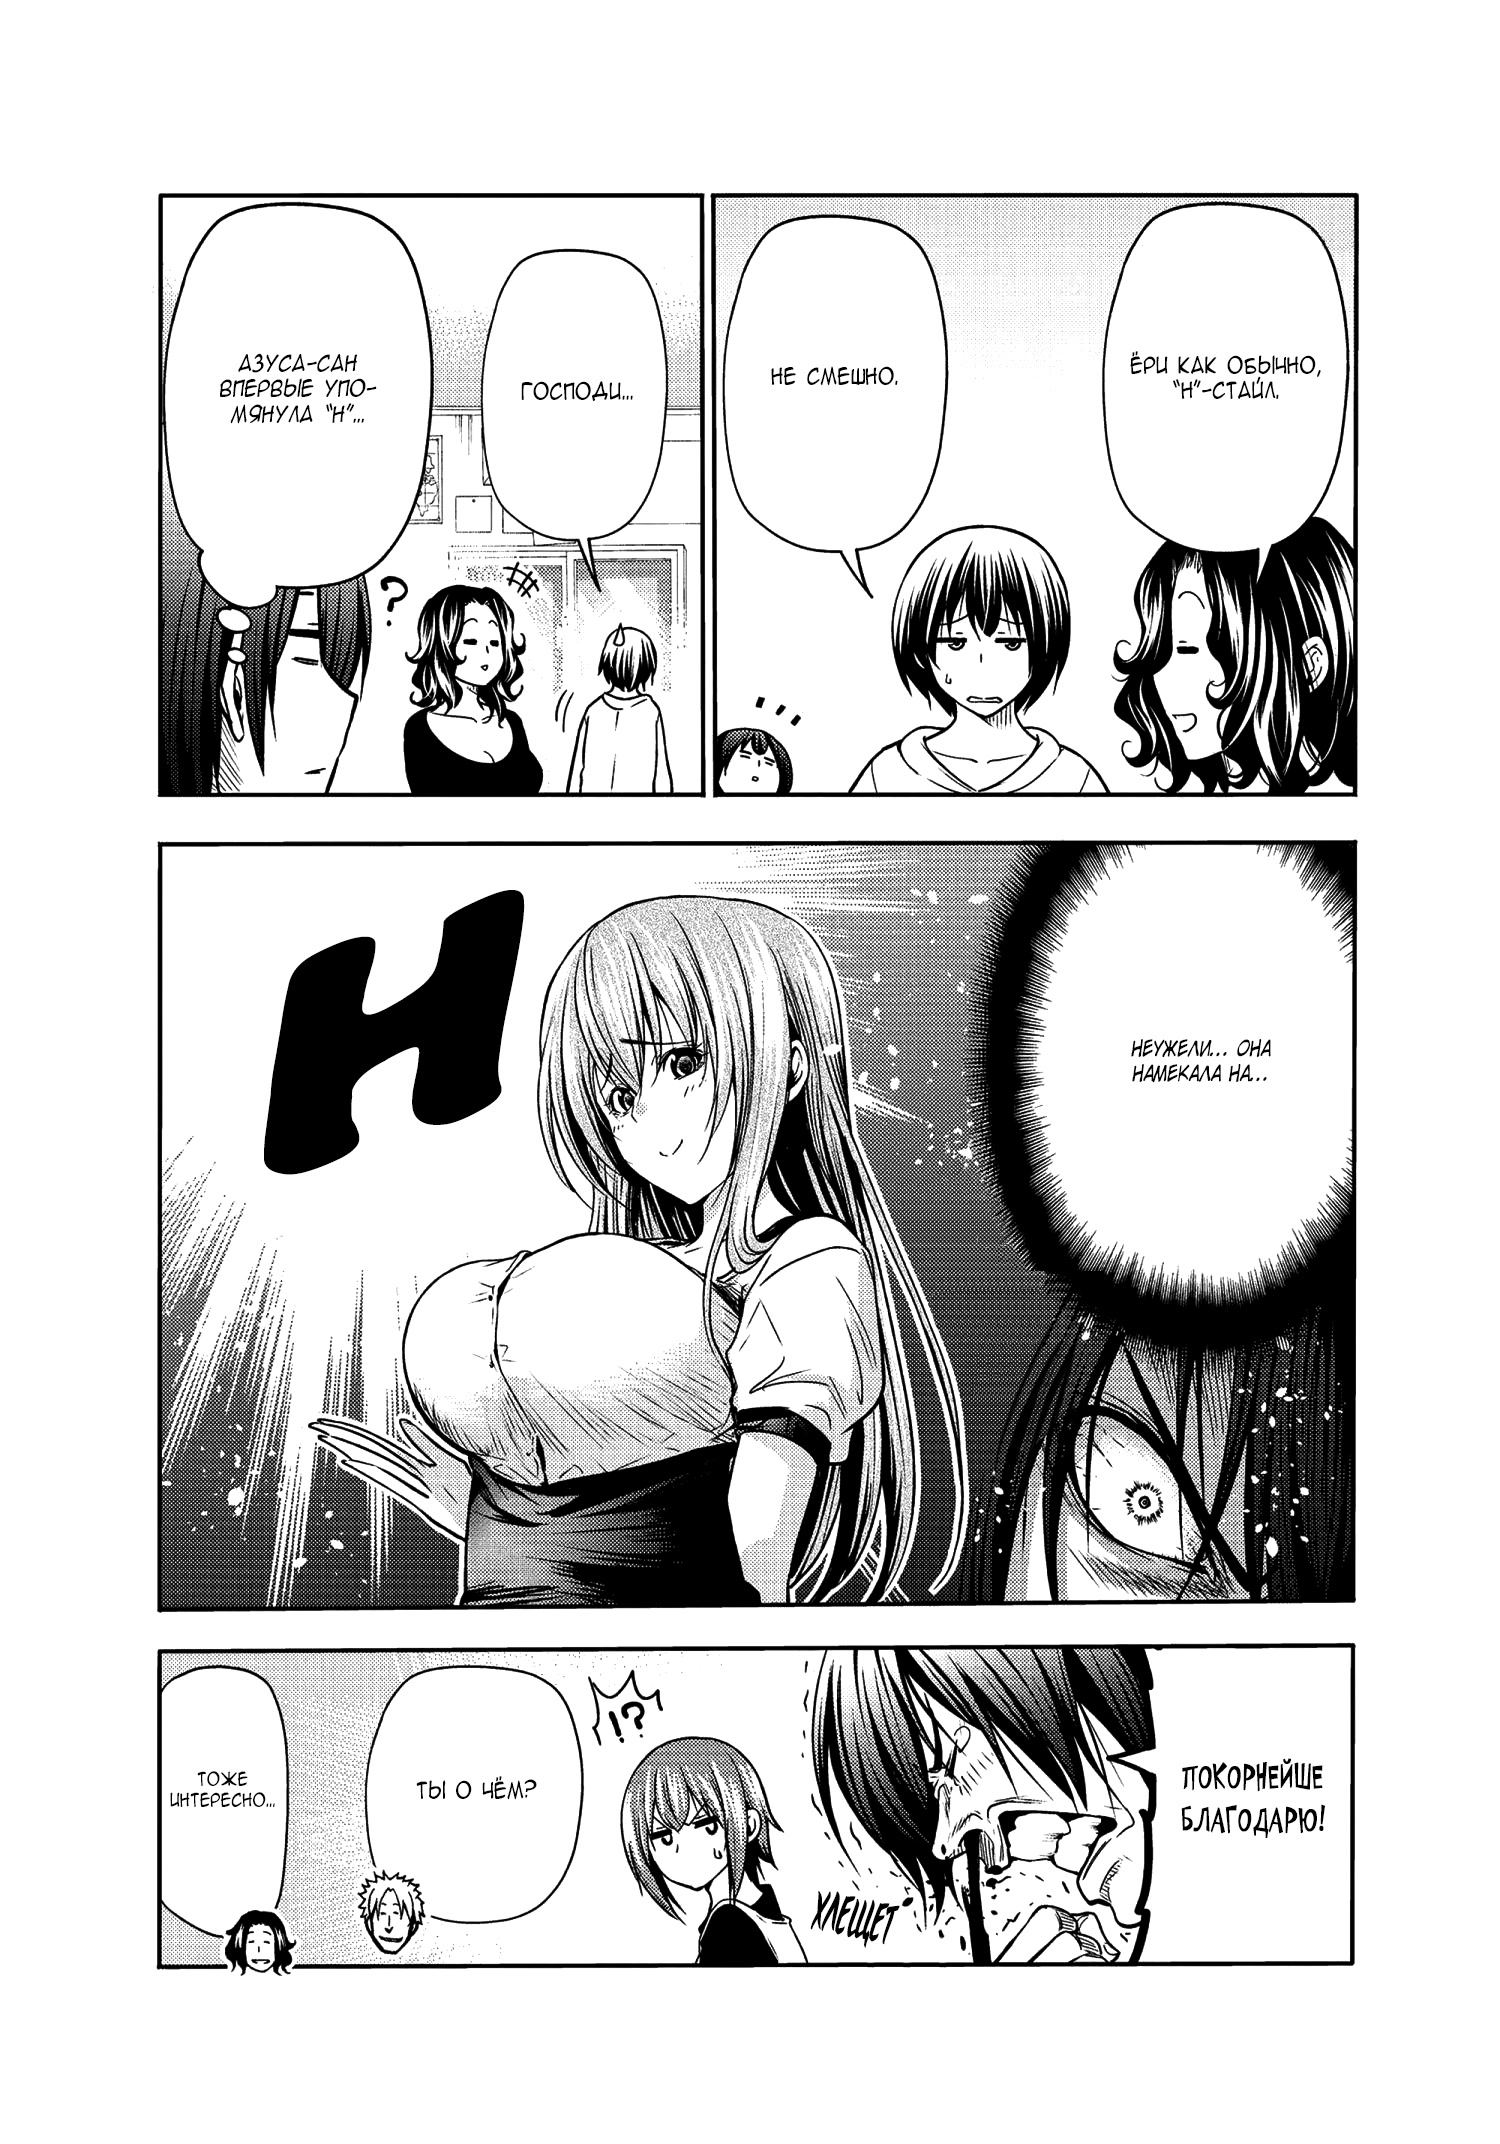 ЁРИ КАК ОБЫЧНО,
"Н"-СТАЙЛ.
НЕ СМЕШНО.
ГОСПОДИ...
АЗУСА-САН
ВПЕРВЫЕ УПО-
МЯНУЛА "Н"...
НЕУЖЕЛИ... ОНА
НАМЕКАЛА НА...
Н
ПОКОРНЕЙШЕ
БЛАГОДАРЮ!
ХЛЕЩЕТ
!?
ТЫ О ЧЁМ?
ТОЖЕ
ИНТЕРЕСНО...
?